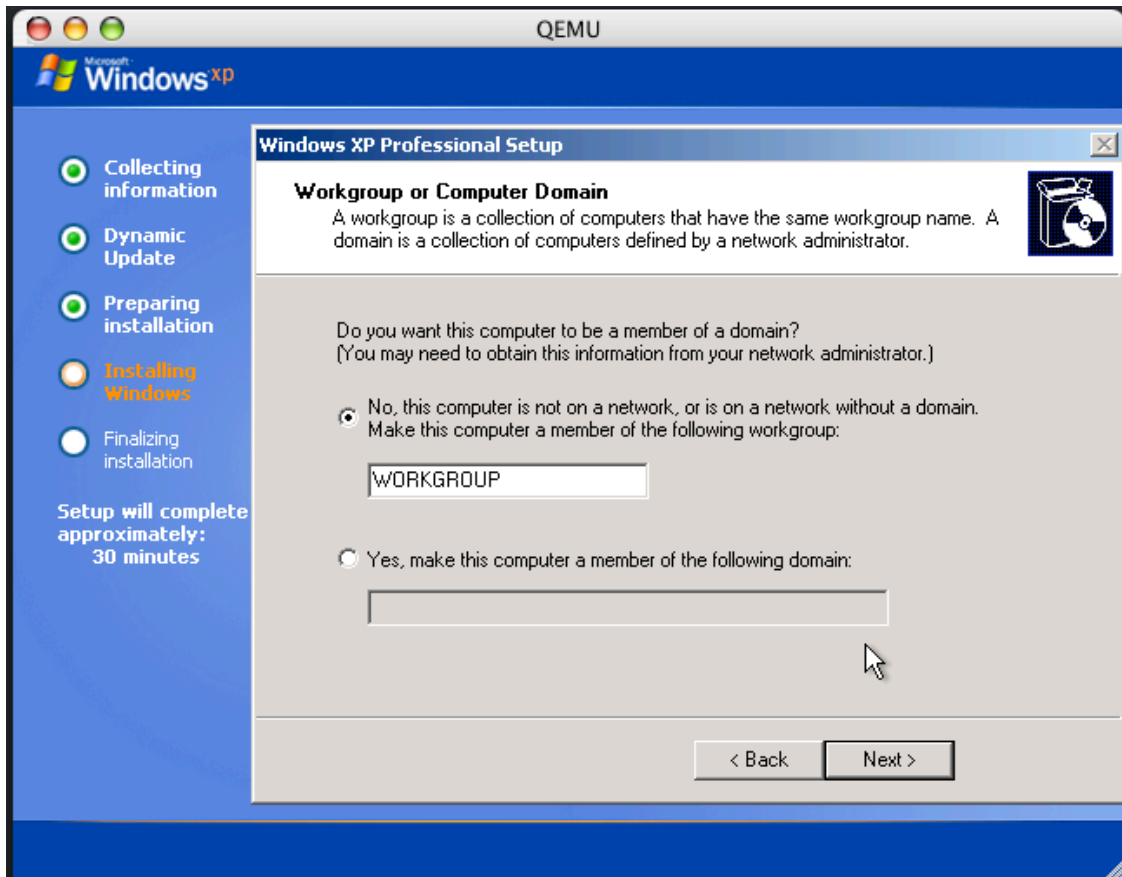 QEMU
Microsoft
Windows xp
Collecting
information
Dynamic
Update
Preparing
installation
Installing
Windows
Finalizing
installation
Setup will complete
approximately:
30 minutes
Windows XP Professional Setup
Workgroup or Computer Domain
A workgroup is a collection of computers that have the same workgroup name. A
domain is a collection of computers defined by a network administrator.
Do you want this computer to be a member of a domain?
(You may need to obtain this information from your network administrator.)
No, this computer is not on a network, or is on a network without a domain.
Make this computer a member of the following workgroup:
WORKGROUP
Yes, make this computer a member of the following domain:
< Back
Next >